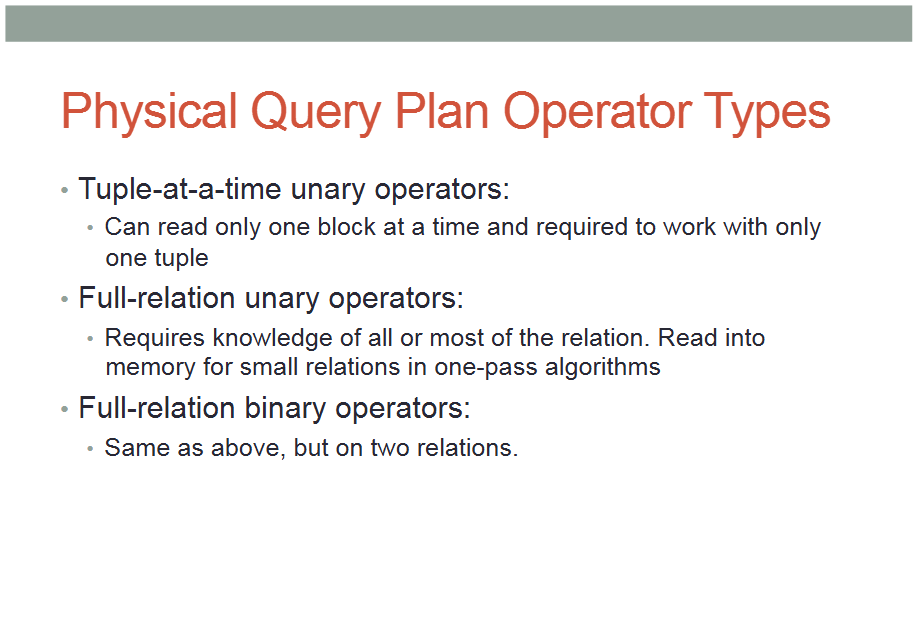 Physical Query Plan Operator Types
• Tuple-at-a-time unary operators:
• Can read only one block at a time and required to work with only
one tuple
• Full-relation unary operators:
• Requires knowledge of all or most of the relation. Read into
memory for small relations in one-pass algorithms
• Full-relation binary operators:
• Same as above, but on two relations.